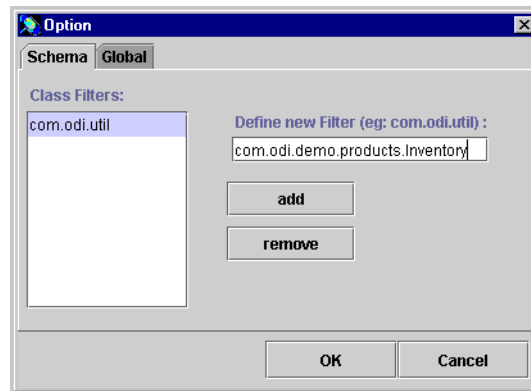 Option
Schema Global
Class Filters:
com.odi.util
Define new Filter (eg: com.odi.util) :
com.odi.demo.products.Inventory
add
remove
OK Cancel